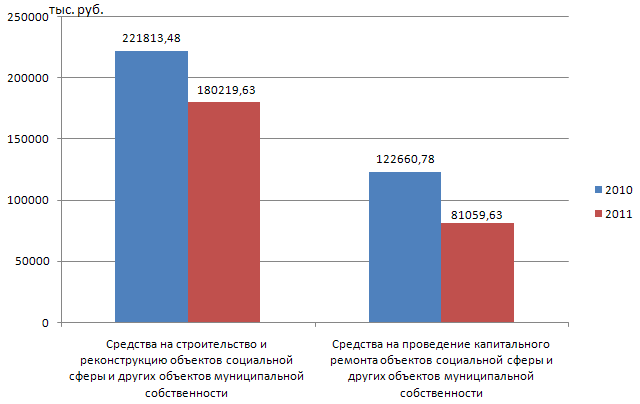 тыс. руб.
250000
221813,48
200000
180219,63
150000
122660,78
100000
81059,63
50000
0
2010
2011
Средства на строительство и
реконструкцию объектов социальной
сферы и других объектов муниципальной
собственности
Средства на проведение капитального
ремонта объектов социальной сферы и
других объектов муниципальной
собственности